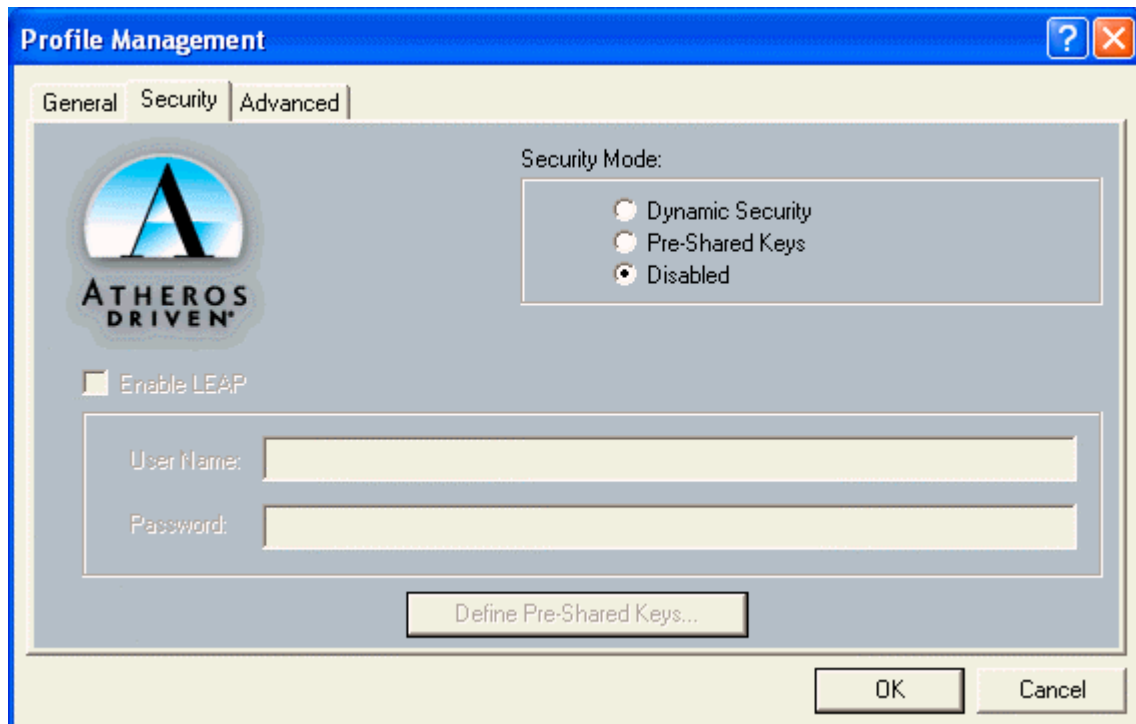 Profile Management
?
General Security Advanced
Security Mode:
Dynamic Security
Pre-Shared Keys
Disabled
A
ATHEROS
DRIVEN®
Enable LEAP
User Name:
Password:
Define Pre-Shared Keys...
OK Cancel